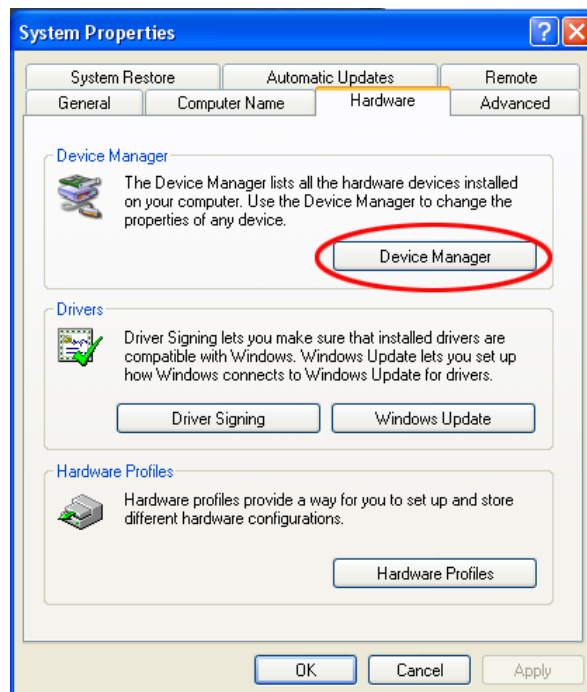 System Properties
System Restore Automatic Updates Remote
General Computer Name Hardware Advanced
Device Manager
The Device Manager lists all the hardware devices installed
on your computer. Use the Device Manager to change the
properties of any device.
Device Manager
Drivers
Driver Signing lets you make sure that installed drivers are
compatible with Windows. Windows Update lets you set up
how Windows connects to Windows Update for drivers.
Driver Signing Windows Update
Hardware Profiles
Hardware profiles provide a way for you to set up and store
different hardware configurations.
Hardware Profiles
OK Cancel Apply